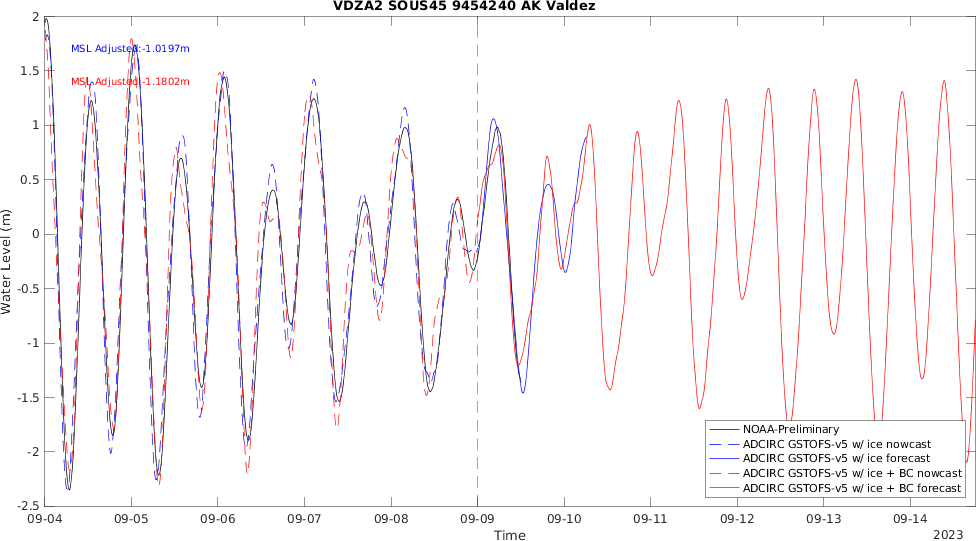 VDZA2 SOUS45 9454240 AK Valdez
MSL Adjusted:-1.0197m
MSL Adjusted:-1.1802m
Water Level (m)
2
1.5
1
0.5
0
-0.5
-1
-1.5
-2
-2.5
NOAA-Preliminary
ADCIRC GSTOFS-v5 w/ ice nowcast
ADCIRC GSTOFS-v5 w/ ice forecast
ADCIRC GSTOFS-v5 w/ ice + BC nowcast
ADCIRC GSTOFS-v5 w/ ice + BC forecast
09-04 09-05 09-06 09-07 09-08 09-09 09-10 09-11 09-12 09-13 09-14
Time
2023